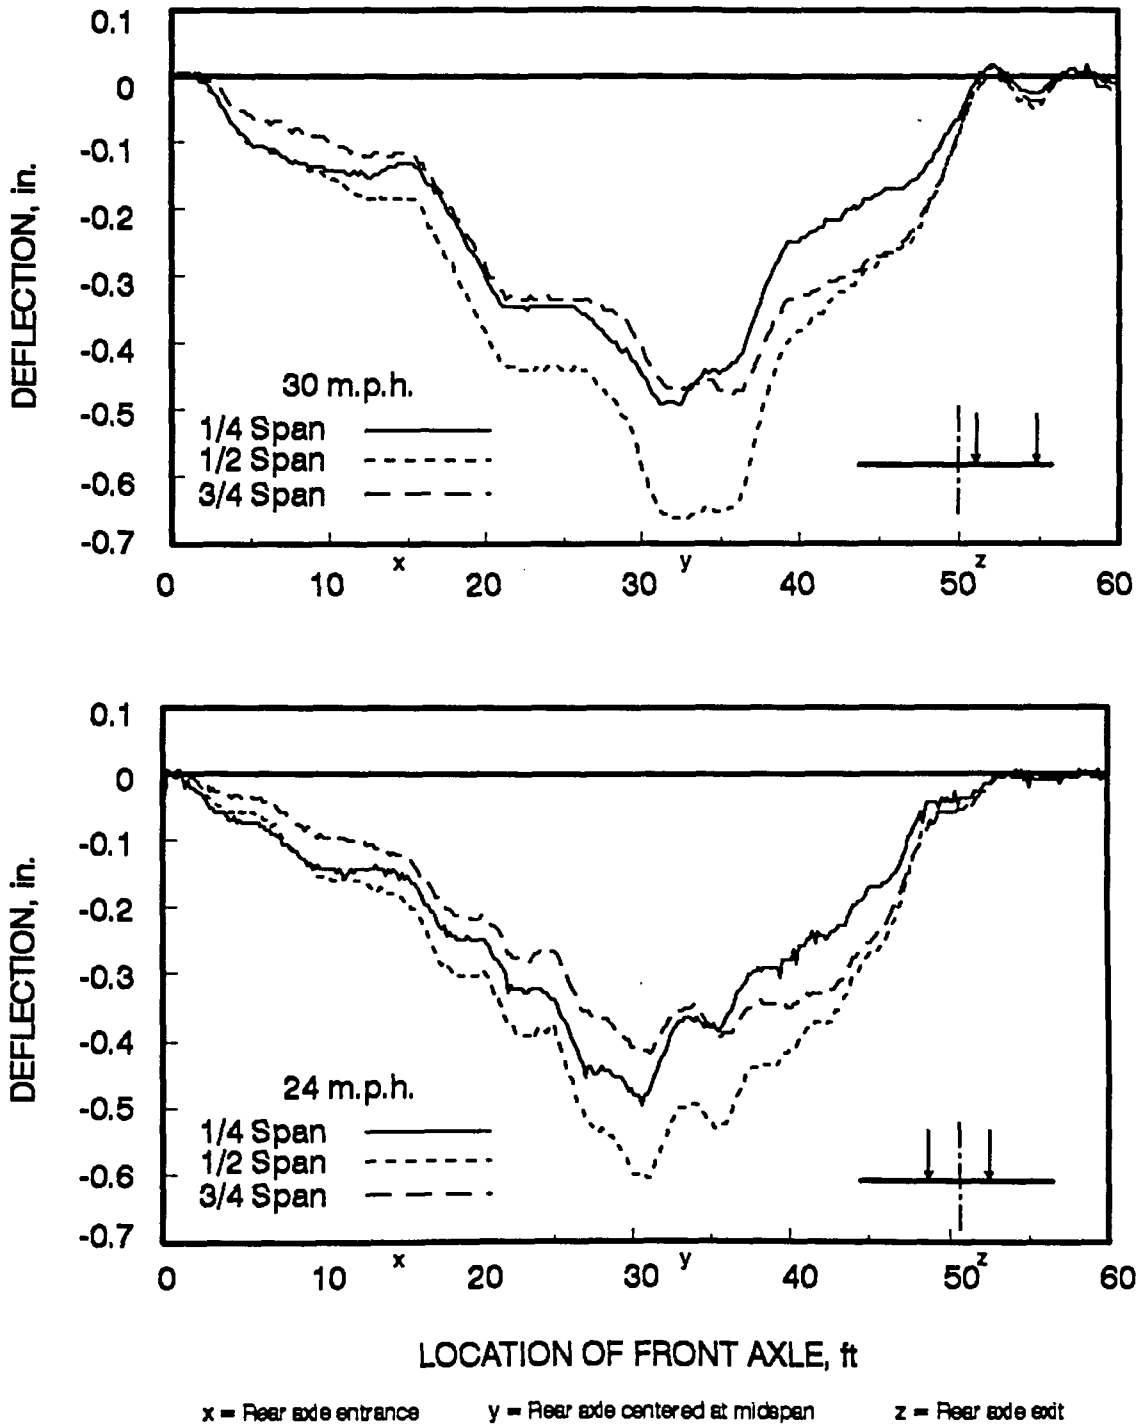 0.1
0
-0.1
-0.2
-0.3
-0.4
-0.5
-0.6
-0.7
DEFLECTION, in.
30 m.p.h.
1/4 Span
1/2 Span
3/4 Span
x y z
0 10 20 30 40 50 60
0.1
0
-0.1
-0.2
-0.3
-0.4
-0.5
-0.6
-0.7
DEFLECTION, in.
24 m.p.h.
1/4 Span
1/2 Span
3/4 Span
x y z
0 10 20 30 40 50 60
LOCATION OF FRONT AXLE, ft
x = Rear axle entrance y = Rear axle centered at midspan z = Rear axle exit